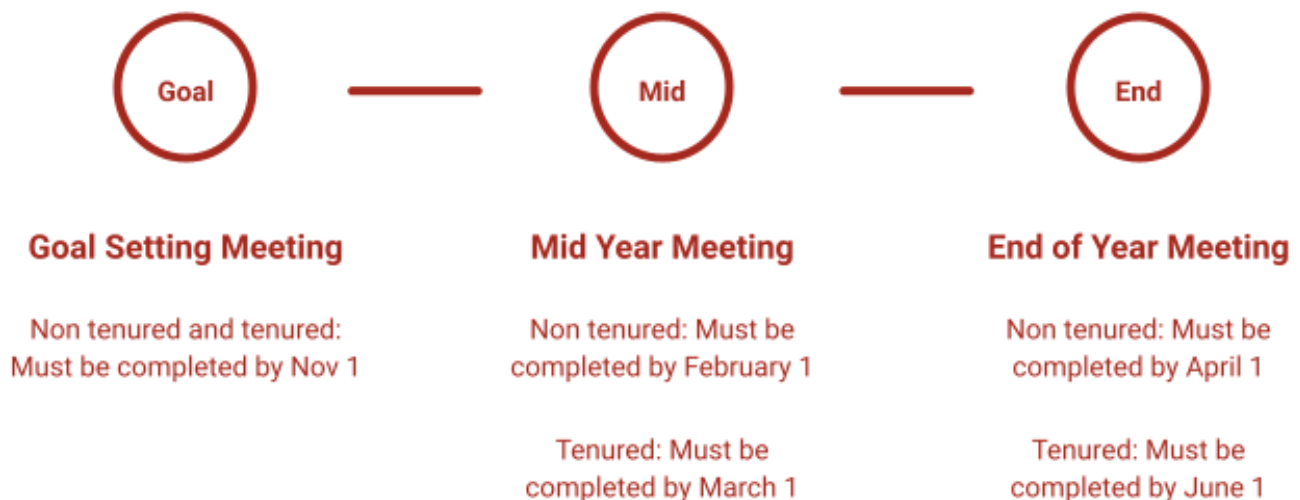 Goal
Mid
End
Goal Setting Meeting
Non tenured and tenured:
Must be completed by Nov 1
Mid Year Meeting
Non tenured: Must be
completed by February 1
Tenured: Must be
completed by March 1
End of Year Meeting
Non tenured: Must be
completed by April 1
Tenured: Must be
completed by June 1